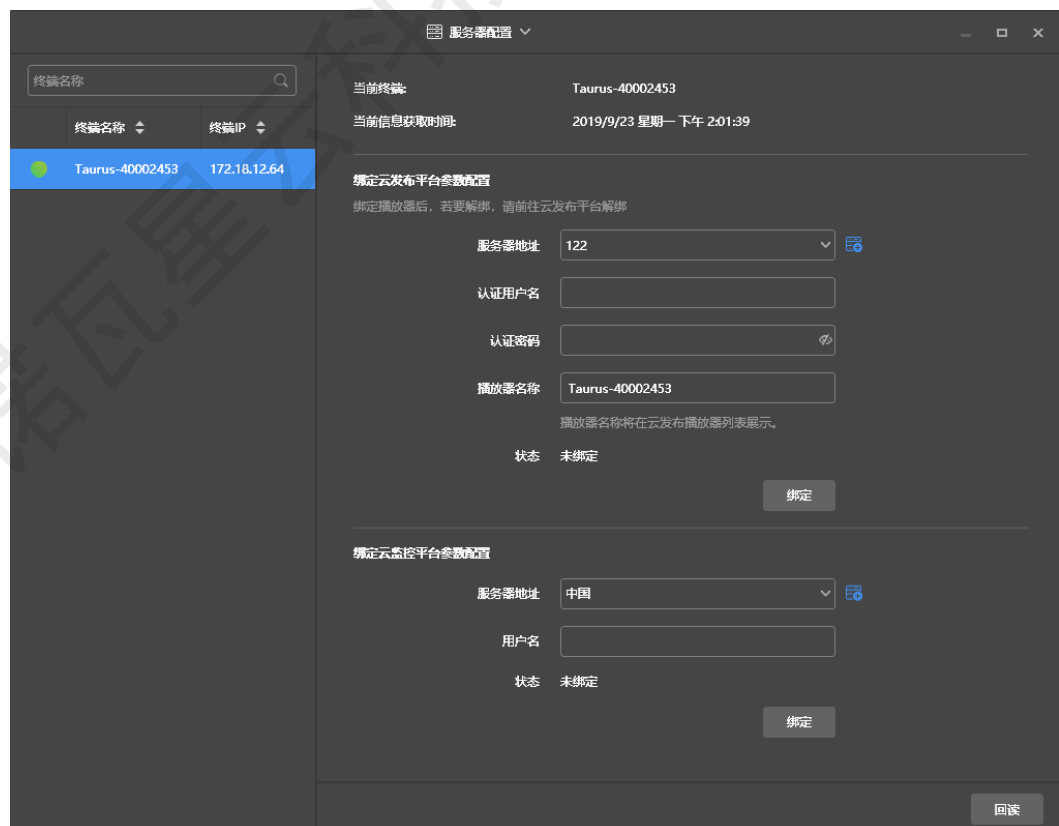 服务器配置
终端名称
终端名称 终端IP
Taurus-40002453 172.18.12.64
当前终端: Taurus-40002453
当前信息获取时间: 2019/9/23 星期一 下午 2:01:39
绑定云发布平台参数配置
绑定播放器后，若要解绑，请前往云发布平台解绑
服务器地址 122
认证用户名
认证密码
播放器名称 Taurus-40002453
播放器名称将在云发布播放器列表展示。
状态 未绑定
绑定
绑定云监控平台参数配置
服务器地址 中国
用户名
状态 未绑定
绑定
回读
诺瓦星云科